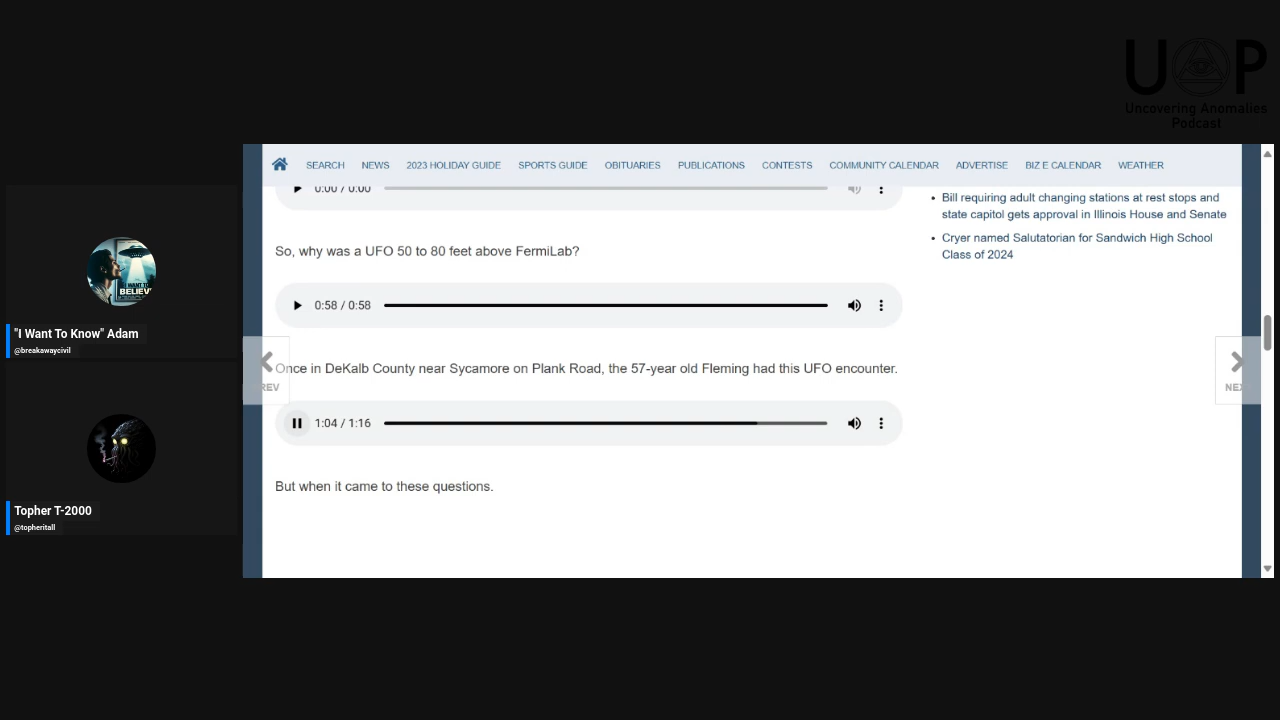 UAP
Uncovering Anomalies
Podcast
SEARCH NEWS 2023 HOLIDAY GUIDE SPORTS GUIDE OBITUARIES PUBLICATIONS CONTESTS COMMUNITY CALENDAR ADVERTISE BIZ E CALENDAR WEATHER
0:00 / 0:00
So, why was a UFO 50 to 80 feet above FermiLab?
0:58 / 0:58
Once in DeKalb County near Sycamore on Plank Road, the 57-year old Fleming had this UFO encounter.
1:04 / 1:16
But when it came to these questions.
Bill requiring adult changing stations at rest stops and
state capitol gets approval in Illinois House and Senate
Cryer named Salutatorian for Sandwich High School
Class of 2024
"I Want To Know" Adam
@breakawaycivil
Topher T-2000
@topheritall